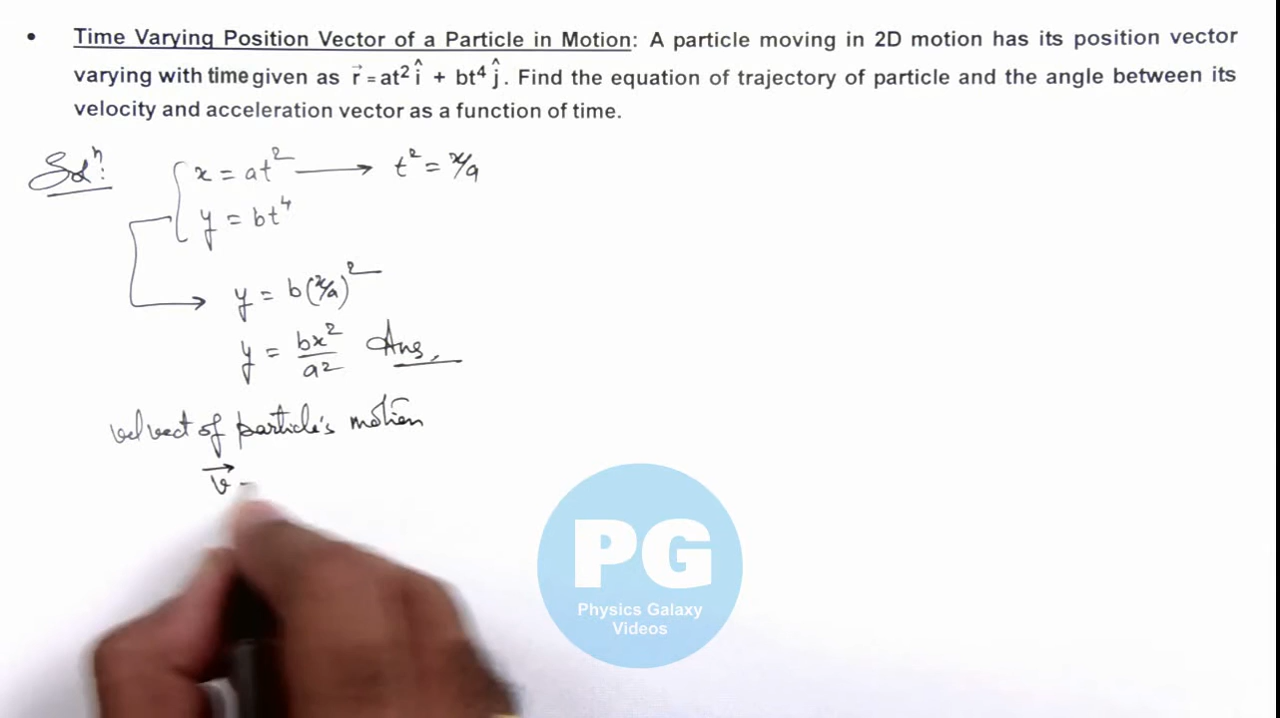 • Time Varying Position Vector of a Particle in Motion: A particle moving in 2D motion has its position vector
varying with time given as r⃗ = at² î + bt⁴ ĵ. Find the equation of trajectory of particle and the angle between its
velocity and acceleration vector as a function of time.
Solⁿ: x = at² → t² = x/a
y = bt⁴
y = b(x/a)²
y = bx²/a² Ans.
vel vect of particle's motion
v⃗ -
PG
Physics Galaxy
Videos